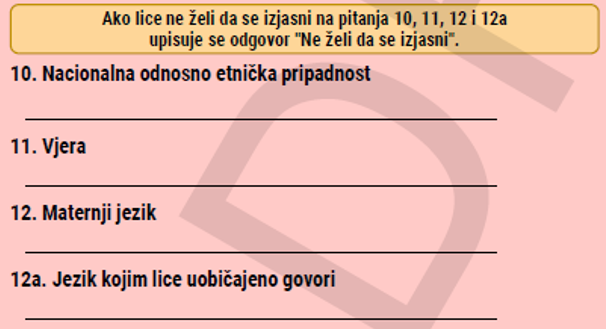 Ako lice ne želi da se izjasni na pitanja 10, 11, 12 i 12a
upisuje se odgovor "Ne želi da se izjasni".
10. Nacionalna odnosno etnička pripadnost
11. Vjera
12. Maternji jezik
12a. Jezik kojim lice uobičajeno govori